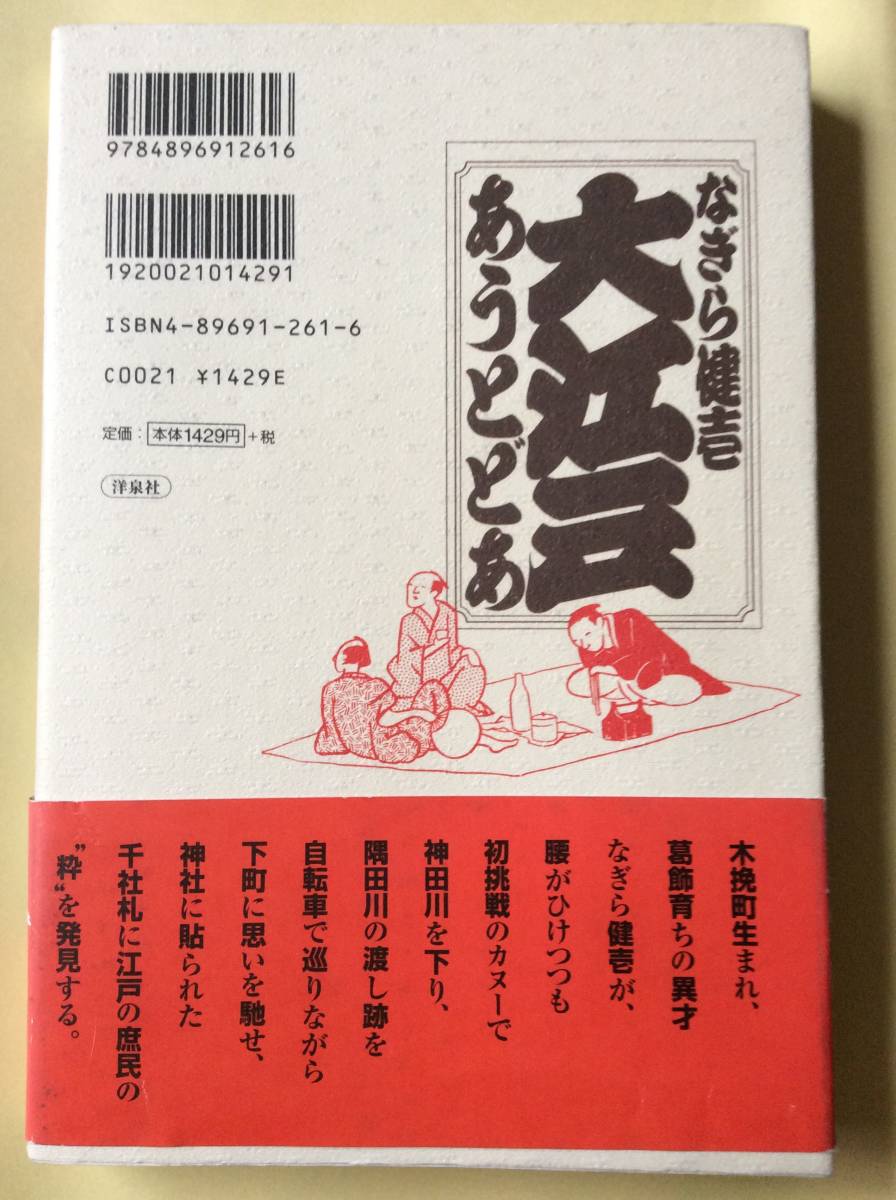 9784896912616
1920021014291
ISBN4-89691-261-6
C0021 ¥1429E
定価:本体1429円+税
洋泉社
なぎら健壱
大江戸
あうとどあ
木挽町生まれ、
葛飾育ちの異才
なぎら健壱が、
腰がひけつつも
初挑戦のカヌーで
神田川を下り、
隅田川の渡し跡を
自転車で巡りながら
下町に思いを馳せ、
神社に貼られた
千社札に江戸の庶民の
〝粋〟を発見する。